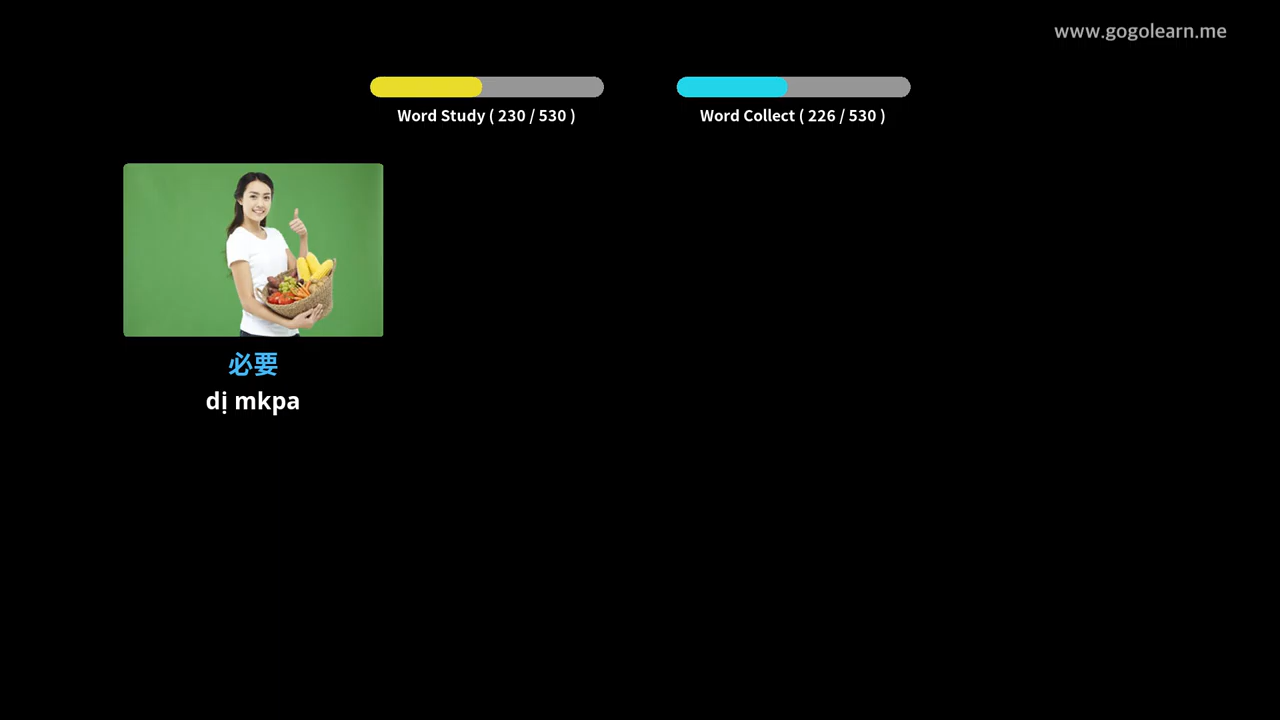 www.gogolearn.me
Word Study ( 230 / 530 )
Word Collect ( 226 / 530 )
必要
dị mkpa